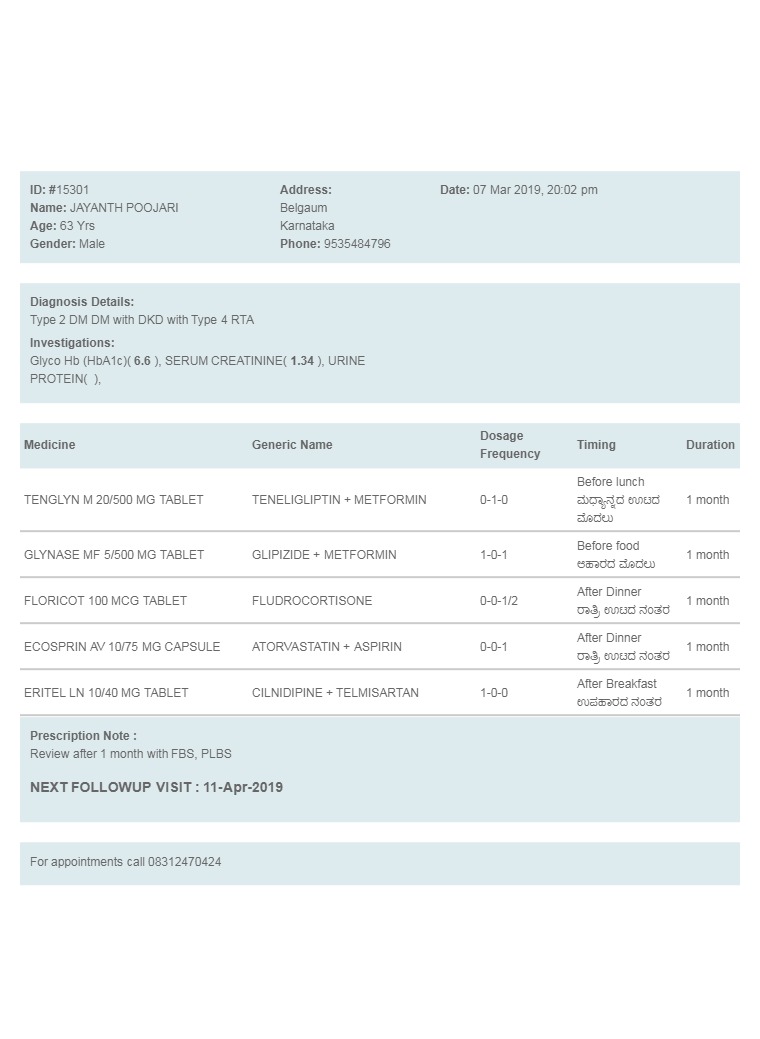 ID: #15301
Name: JAYANTH POOJARI
Age: 63 Yrs
Gender: Male
Address:
Belgaum
Karnataka
Phone: 9535484796
Date: 07 Mar 2019, 20:02 pm
Diagnosis Details:
Type 2 DM DM with DKD with Type 4 RTA
Investigations:
Glyco Hb (HbA1c)( 6.6 ), SERUM CREATININE( 1.34 ), URINE
PROTEIN(  ),
Medicine Generic Name Dosage Frequency Timing Duration
TENGLYN M 20/500 MG TABLET TENELIGLIPTIN + METFORMIN 0-1-0 Before lunch 1 month
ಮಧ್ಯಾನ್ನದ ಊಟದ
ಮೊದಲು
GLYNASE MF 5/500 MG TABLET GLIPIZIDE + METFORMIN 1-0-1 Before food 1 month
ಆಹಾರದ ಮೊದಲು
FLORICOT 100 MCG TABLET FLUDROCORTISONE 0-0-1/2 After Dinner 1 month
ರಾತ್ರಿ ಊಟದ ನಂತರ
ECOSPRIN AV 10/75 MG CAPSULE ATORVASTATIN + ASPIRIN 0-0-1 After Dinner 1 month
ರಾತ್ರಿ ಊಟದ ನಂತರ
ERITEL LN 10/40 MG TABLET CILNIDIPINE + TELMISARTAN 1-0-0 After Breakfast 1 month
ಉಪಹಾರದ ನಂತರ
Prescription Note :
Review after 1 month with FBS, PLBS
NEXT FOLLOWUP VISIT : 11-Apr-2019
For appointments call 08312470424